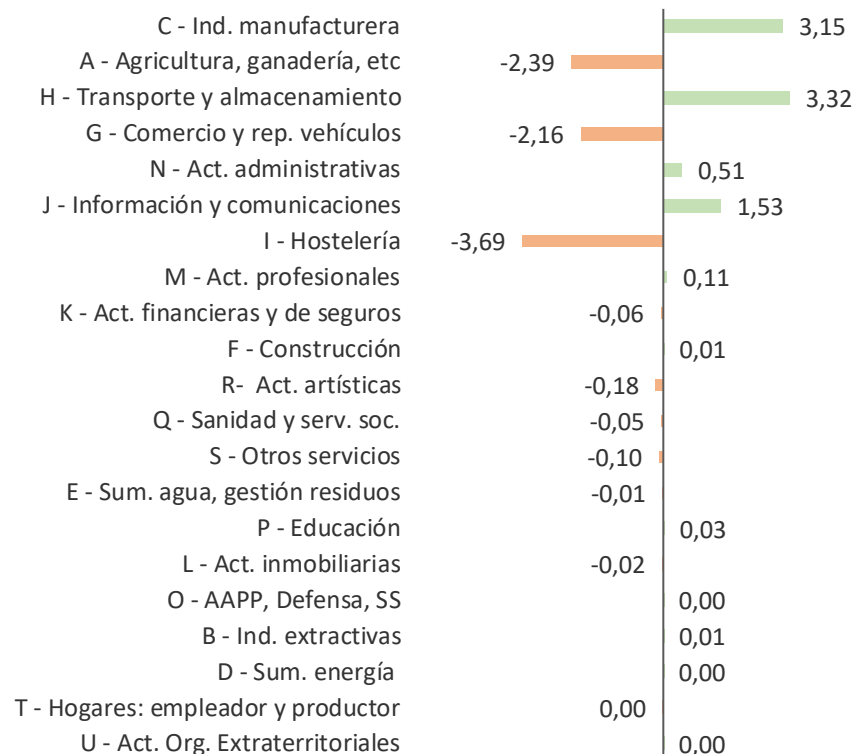 C - Ind. manufacturera 3,15
A - Agricultura, ganadería, etc -2,39
H - Transporte y almacenamiento 3,32
G - Comercio y rep. vehículos -2,16
N - Act. administrativas 0,51
J - Información y comunicaciones 1,53
I - Hostelería -3,69
M - Act. profesionales 0,11
K - Act. financieras y de seguros -0,06
F - Construcción 0,01
R- Act. artísticas -0,18
Q - Sanidad y serv. soc. -0,05
S - Otros servicios -0,10
E - Sum. agua, gestión residuos -0,01
P - Educación 0,03
L - Act. inmobiliarias -0,02
O - AAPP, Defensa, SS 0,00
B - Ind. extractivas 0,01
D - Sum. energía 0,00
T - Hogares: empleador y productor 0,00
U - Act. Org. Extraterritoriales 0,00